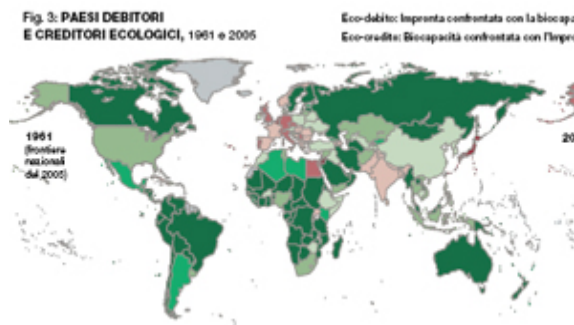 Fig. 3: PAESI DEBITORI
E CREDITORI ECOLOGICI, 1961 e 2005
Eco-debito: Impronta confrontata con la biocapa
Eco-credito: Biocapacità confrontata con l'Impro
1961
(frontiere
nazionali
del 2005)
20